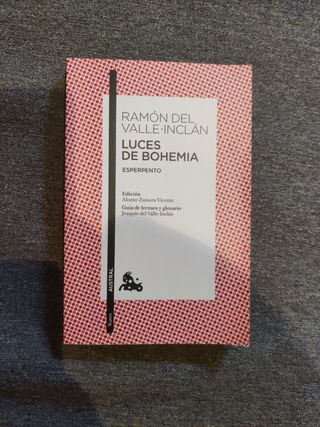 RAMÓN DEL
VALLE-INCLÁN
LUCES
DE BOHEMIA
ESPERPENTO
Edición
Alonso Zamora Vicente
Guía de lectura y glosario
Joaquín del Valle-Inclán
AUSTRAL